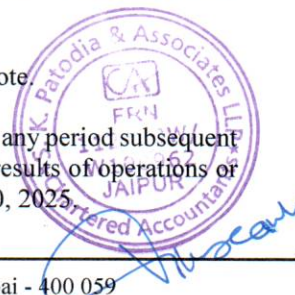 ote.
any period subsequent
results of operations or
0, 2025.
S.K. Patodia & Associates LLP
CA
FRN
JAIPUR
Chartered Accountants
ai - 400 059